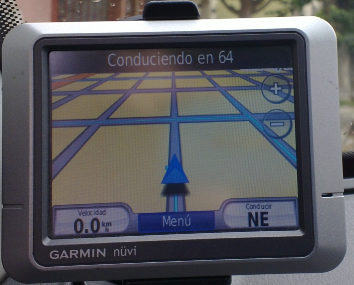 Conduciendo en 64
+
-
Velocidad
0.0 km/h
Menú
Conducir
NE
GARMIN nüvi